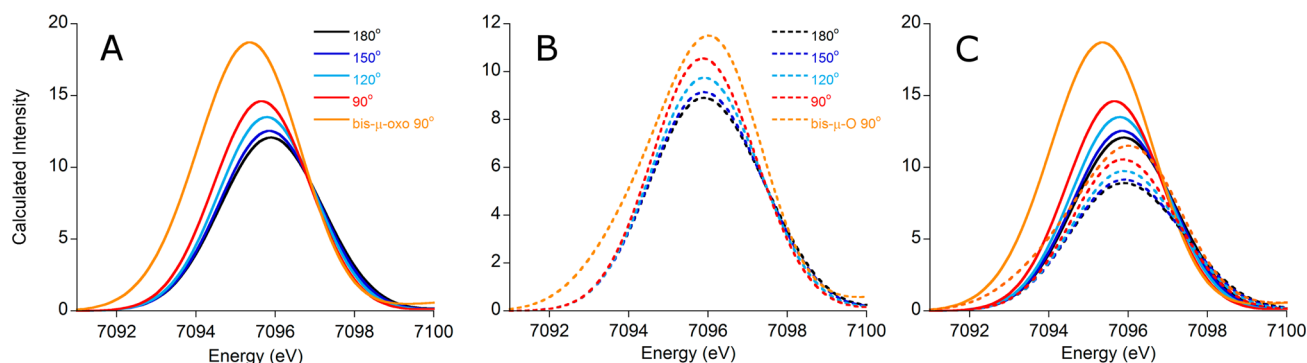 A
20
15
10
5
0
Calculated Intensity
180°
150°
120°
90°
bis-μ-oxo 90°
7092 7094 7096 7098 7100
Energy (eV)
B
12
10
8
6
4
2
0
180°
150°
120°
90°
bis-μ-O 90°
7092 7094 7096 7098 7100
Energy (eV)
C
20
15
10
5
0
7092 7094 7096 7098 7100
Energy (eV)